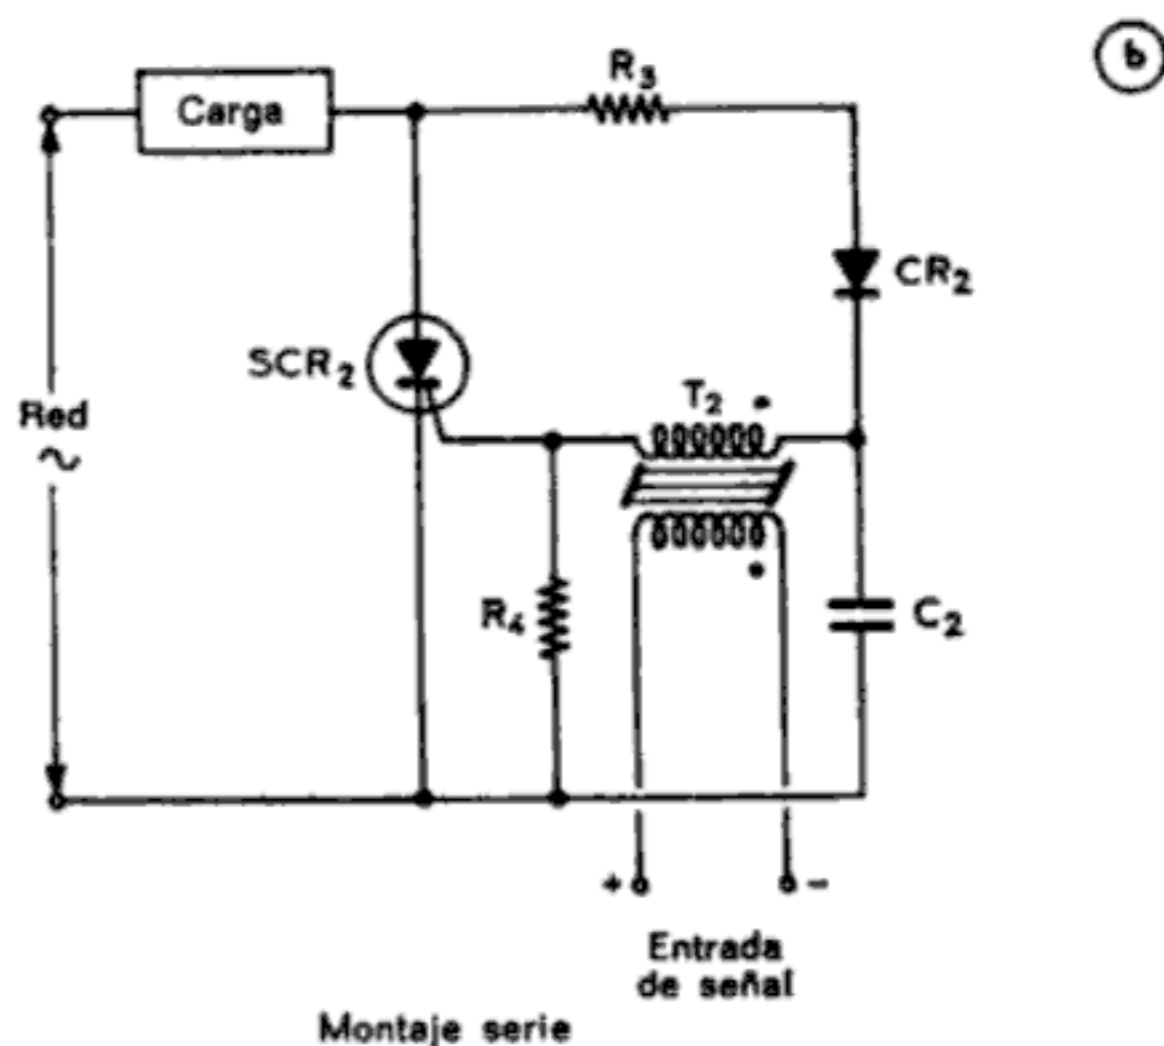 b
R3
Carga
CR2
SCR2
T2
Red
~
R4
C2
+ -
Entrada
de señal
Montaje serie